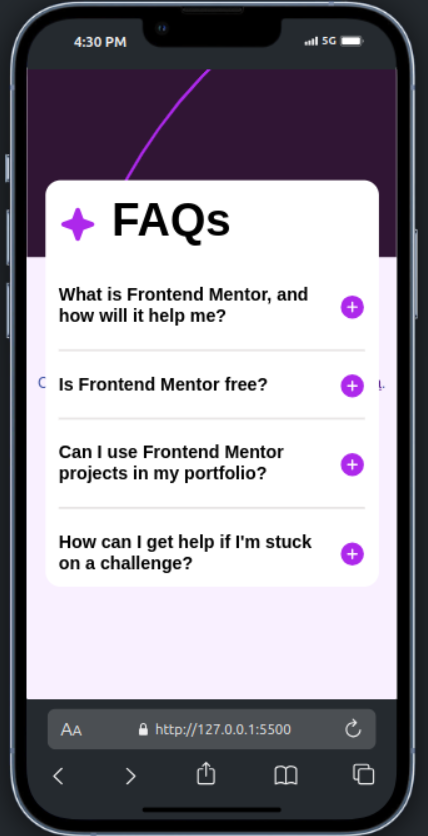 4:30 PM
5G
FAQs
What is Frontend Mentor, and
how will it help me?
Is Frontend Mentor free?
Can I use Frontend Mentor
projects in my portfolio?
How can I get help if I'm stuck
on a challenge?
AA
http://127.0.0.1:5500